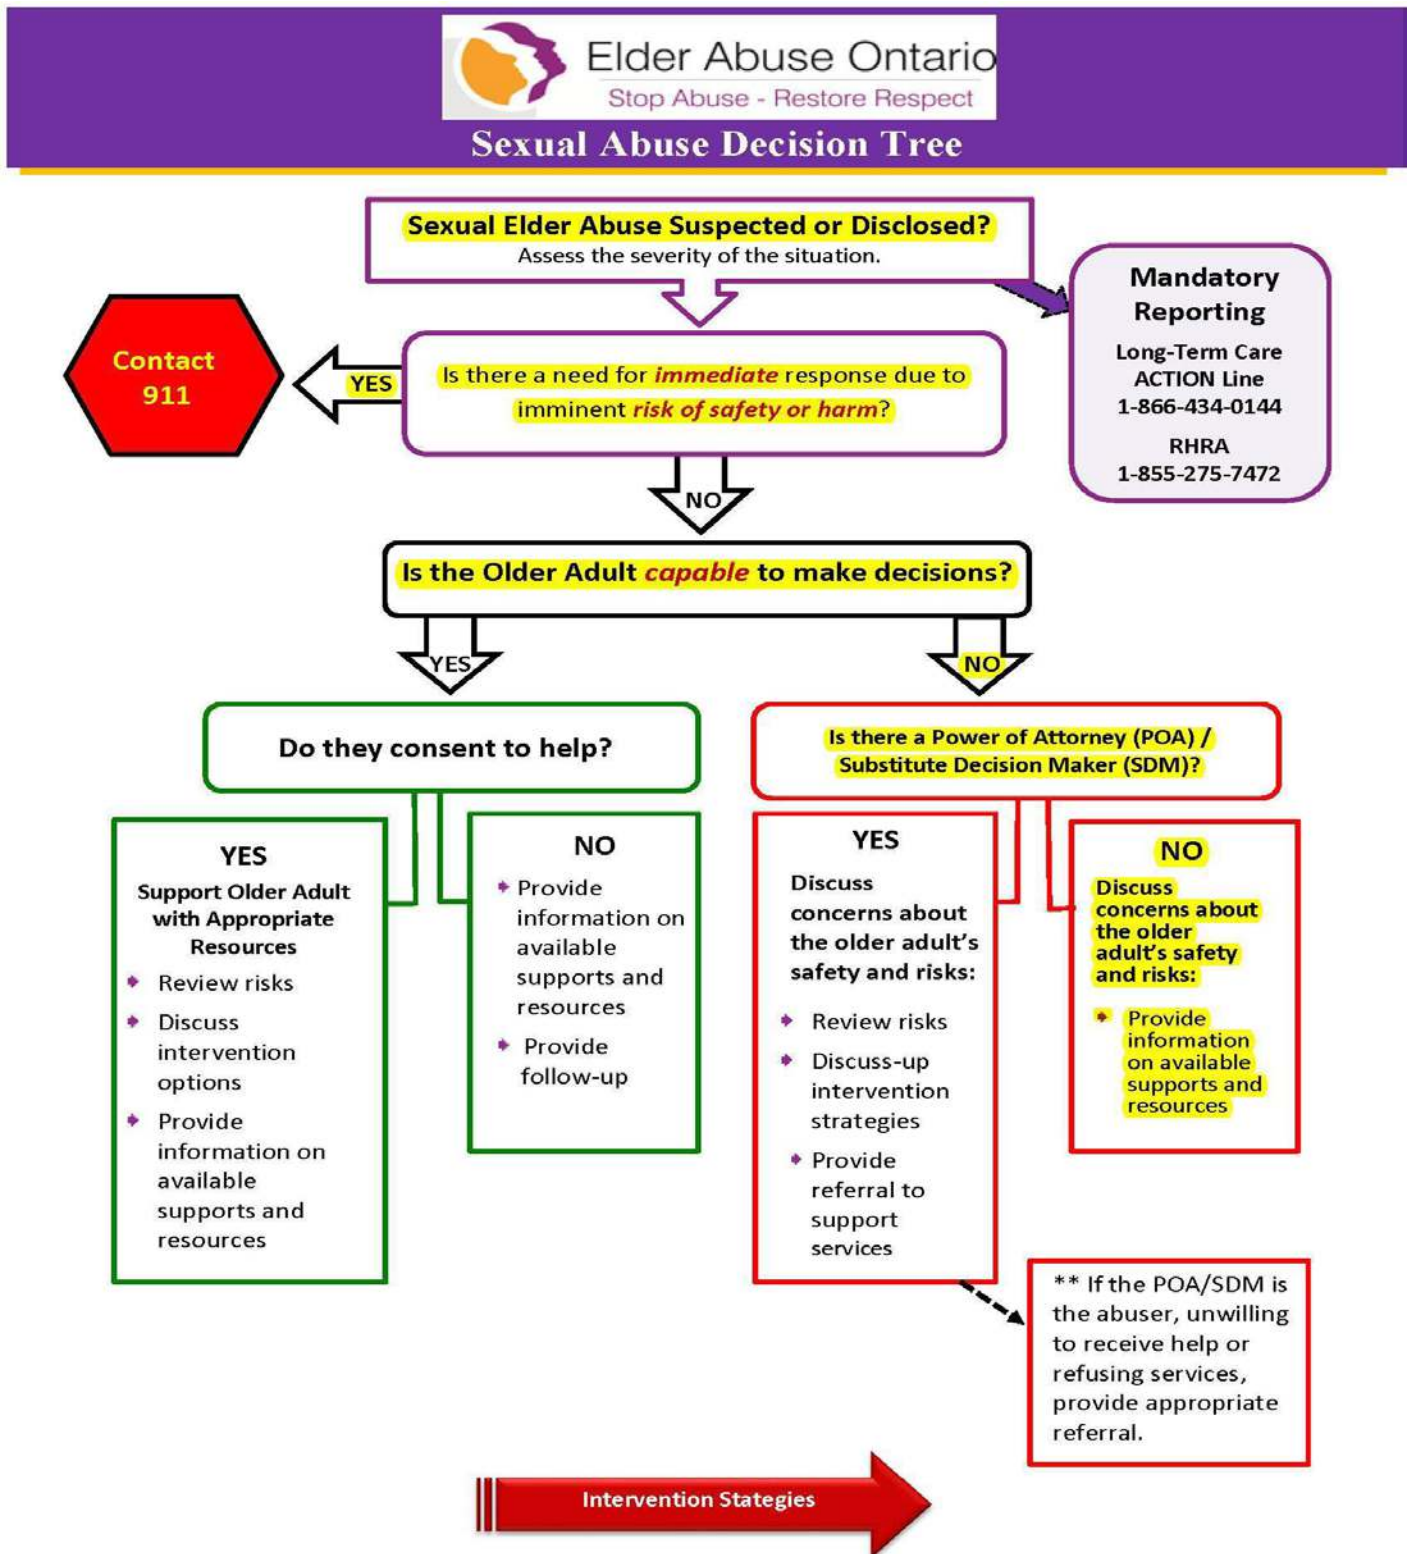 Elder Abuse Ontario
Stop Abuse - Restore Respect
Sexual Abuse Decision Tree
Sexual Elder Abuse Suspected or Disclosed?
Assess the severity of the situation.
Mandatory
Reporting
Long-Term Care
ACTION Line
1-866-434-0144
RHRA
1-855-275-7472
Contact
911
YES
Is there a need for immediate response due to
imminent risk of safety or harm?
NO
Is the Older Adult capable to make decisions?
YES
NO
Do they consent to help?
Is there a Power of Attorney (POA) /
Substitute Decision Maker (SDM)?
YES
Support Older Adult
with Appropriate
Resources
Review risks
Discuss
intervention
options
Provide
information on
available
supports and
resources
NO
Provide
information on
available
supports and
resources
Provide
follow-up
YES
Discuss
concerns about
the older adult's
safety and risks:
Review risks
Discuss-up
intervention
strategies
Provide
referral to
support
services
NO
Discuss
concerns about
the older
adult's safety
and risks:
Provide
information
on available
supports and
resources
** If the POA/SDM is
the abuser, unwilling
to receive help or
refusing services,
provide appropriate
referral.
Intervention Stategies